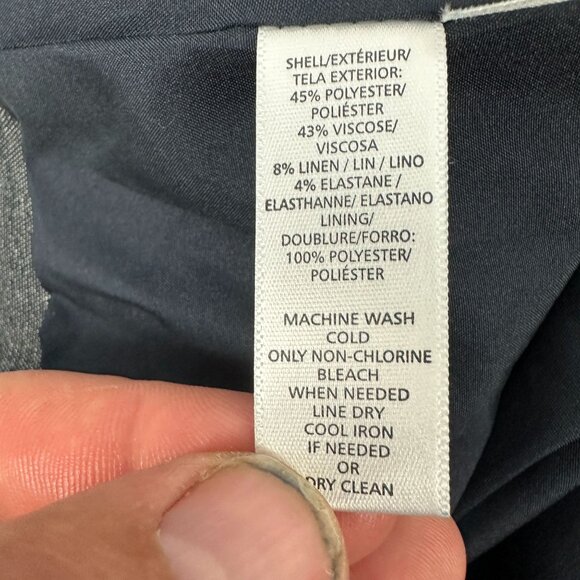 SHELL/EXTÉRIEUR/
TELA EXTERIOR:
45% POLYESTER/
POLIÉSTER
43% VISCOSE/
VISCOSA
8% LINEN / LIN / LINO
4% ELASTANE /
ELASTHANNE/ ELASTANO
LINING/
DOUBLURE/FORRO:
100% POLYESTER/
POLIÉSTER
MACHINE WASH
COLD
ONLY NON-CHLORINE
BLEACH
WHEN NEEDED
LINE DRY
COOL IRON
IF NEEDED
OR
DRY CLEAN